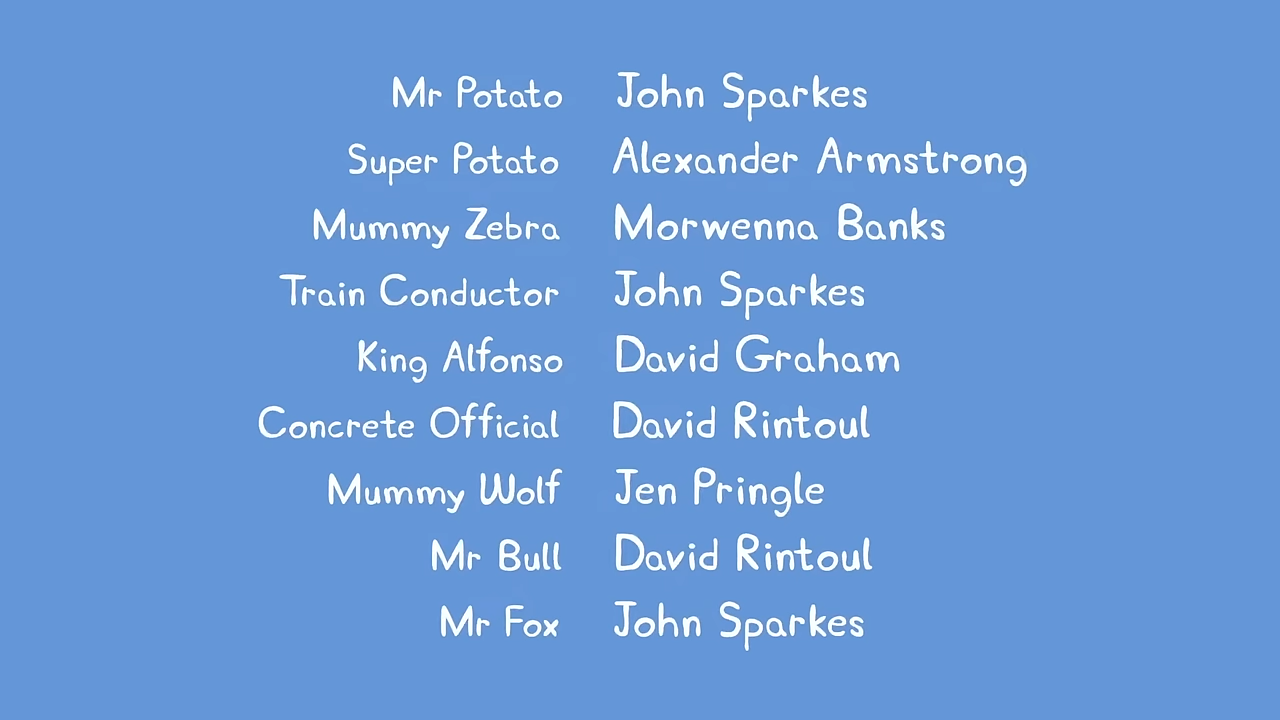 Mr Potato John Sparkes
Super Potato Alexander Armstrong
Mummy Zebra Morwenna Banks
Train Conductor John Sparkes
King Alfonso David Graham
Concrete Official David Rintoul
Mummy Wolf Jen Pringle
Mr Bull David Rintoul
Mr Fox John Sparkes